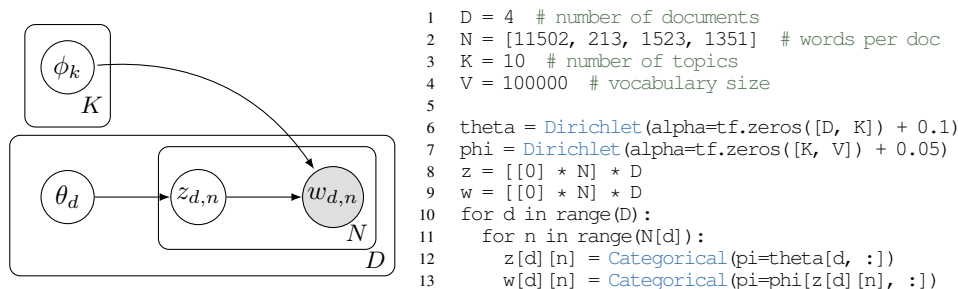 ϕk
K
θd
zd,n
wd,n
N
D
1 D = 4 # number of documents
2 N = [11502, 213, 1523, 1351] # words per doc
3 K = 10 # number of topics
4 V = 100000 # vocabulary size
5
6 theta = Dirichlet(alpha=tf.zeros([D, K]) + 0.1)
7 phi = Dirichlet(alpha=tf.zeros([K, V]) + 0.05)
8 z = [[0] * N] * D
9 w = [[0] * N] * D
10 for d in range(D):
11   for n in range(N[d]):
12     z[d][n] = Categorical(pi=theta[d, :])
13     w[d][n] = Categorical(pi=phi[z[d][n], :])